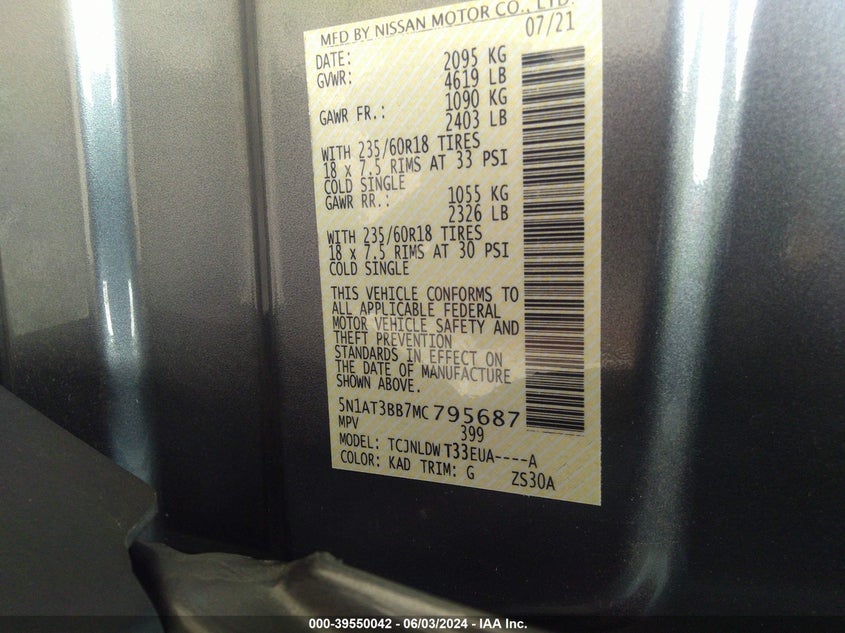 MFD BY NISSAN MOTOR CO., LTD.
DATE: 07/21
GVWR: 2095 KG
4619 LB
GAWR FR.: 1090 KG
2403 LB
WITH 235/60R18 TIRES
18 x 7.5 RIMS AT 33 PSI
COLD SINGLE
GAWR RR.: 1055 KG
2326 LB
WITH 235/60R18 TIRES
18 x 7.5 RIMS AT 30 PSI
COLD SINGLE
THIS VEHICLE CONFORMS TO
ALL APPLICABLE FEDERAL
MOTOR VEHICLE SAFETY AND
THEFT PREVENTION
STANDARDS IN EFFECT ON
THE DATE OF MANUFACTURE
SHOWN ABOVE.
5N1AT3BB7MC795687
MPV 399
MODEL: TCJNLDW T33EUA----A
COLOR: KAD TRIM: G ZS30A
000-39550042 - 06/03/2024 - IAA Inc.